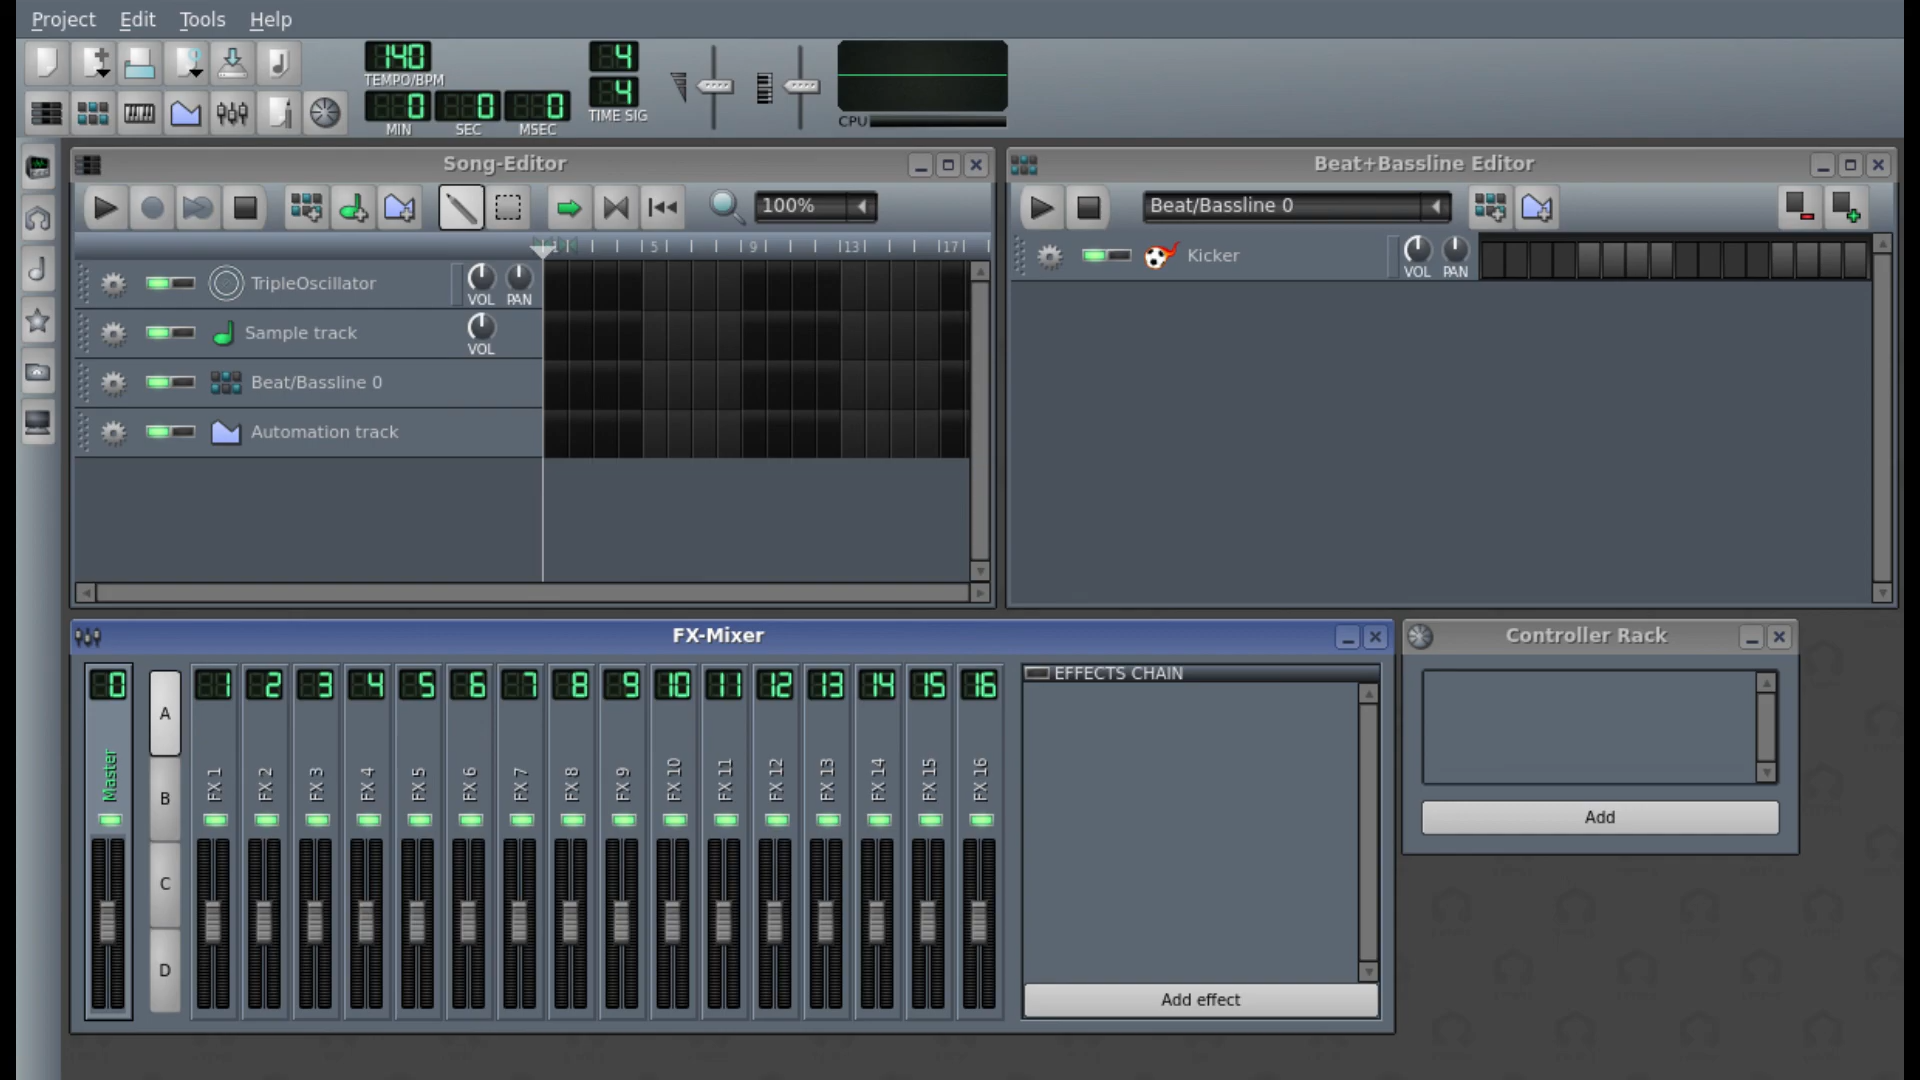 Project Edit Tools Help
140
TEMPO/BPM
4
4
TIME SIG
0 0 0
MIN SEC MSEC
CPU
Song-Editor
100%
5 9 13 17
TripleOscillator VOL PAN
Sample track VOL
Beat/Bassline 0
Automation track
Beat+Bassline Editor
Beat/Bassline 0
Kicker VOL PAN
FX-Mixer
0 1 2 3 4 5 6 7 8 9 10 11 12 13 14 15 16
Master FX 1 FX 2 FX 3 FX 4 FX 5 FX 6 FX 7 FX 8 FX 9 FX 10 FX 11 FX 12 FX 13 FX 14 FX 15 FX 16
A
B
C
D
EFFECTS CHAIN
Add effect
Controller Rack
Add